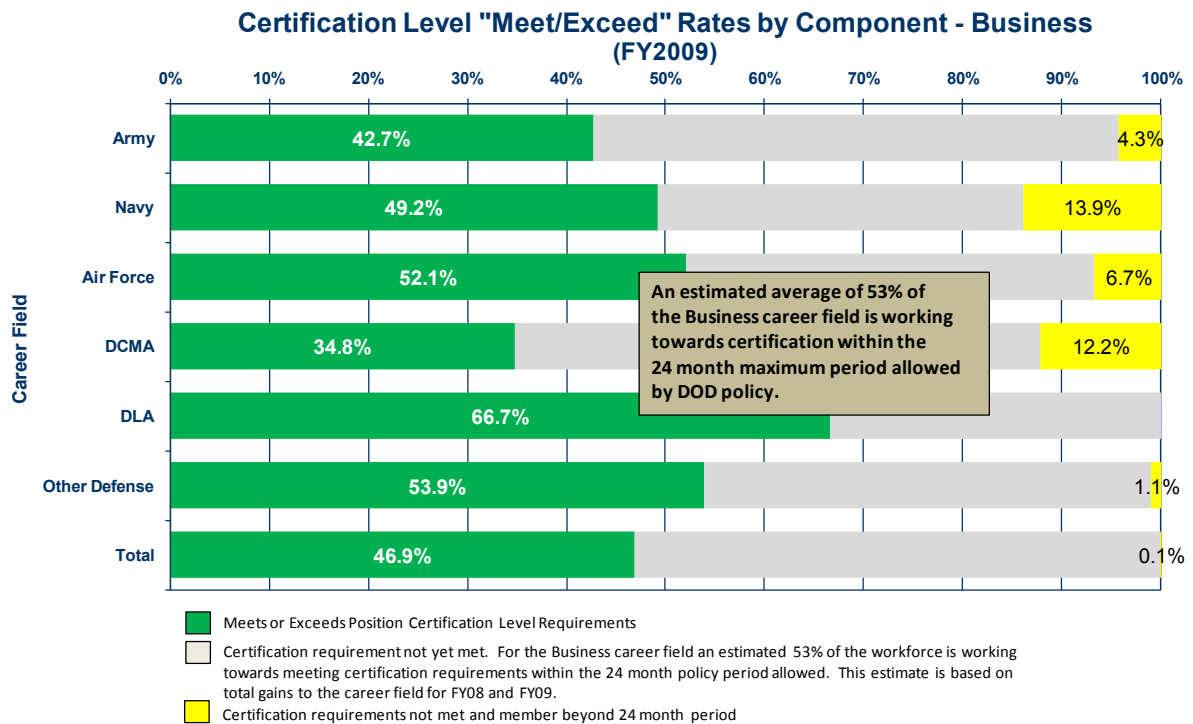 Certification Level "Meet/Exceed" Rates by Component - Business
(FY2009)
0% 10% 20% 30% 40% 50% 60% 70% 80% 90% 100%
Career Field
Army 42.7% 4.3%
Navy 49.2% 13.9%
Air Force 52.1% 6.7%
DCMA 34.8% 12.2%
DLA 66.7%
Other Defense 53.9% 1.1%
Total 46.9% 0.1%
An estimated average of 53% of
the Business career field is working
towards certification within the
24 month maximum period allowed
by DOD policy.
Meets or Exceeds Position Certification Level Requirements
Certification requirement not yet met. For the Business career field an estimated 53% of the workforce is working
towards meeting certification requirements within the 24 month policy period allowed. This estimate is based on
total gains to the career field for FY08 and FY09.
Certification requirements not met and member beyond 24 month period